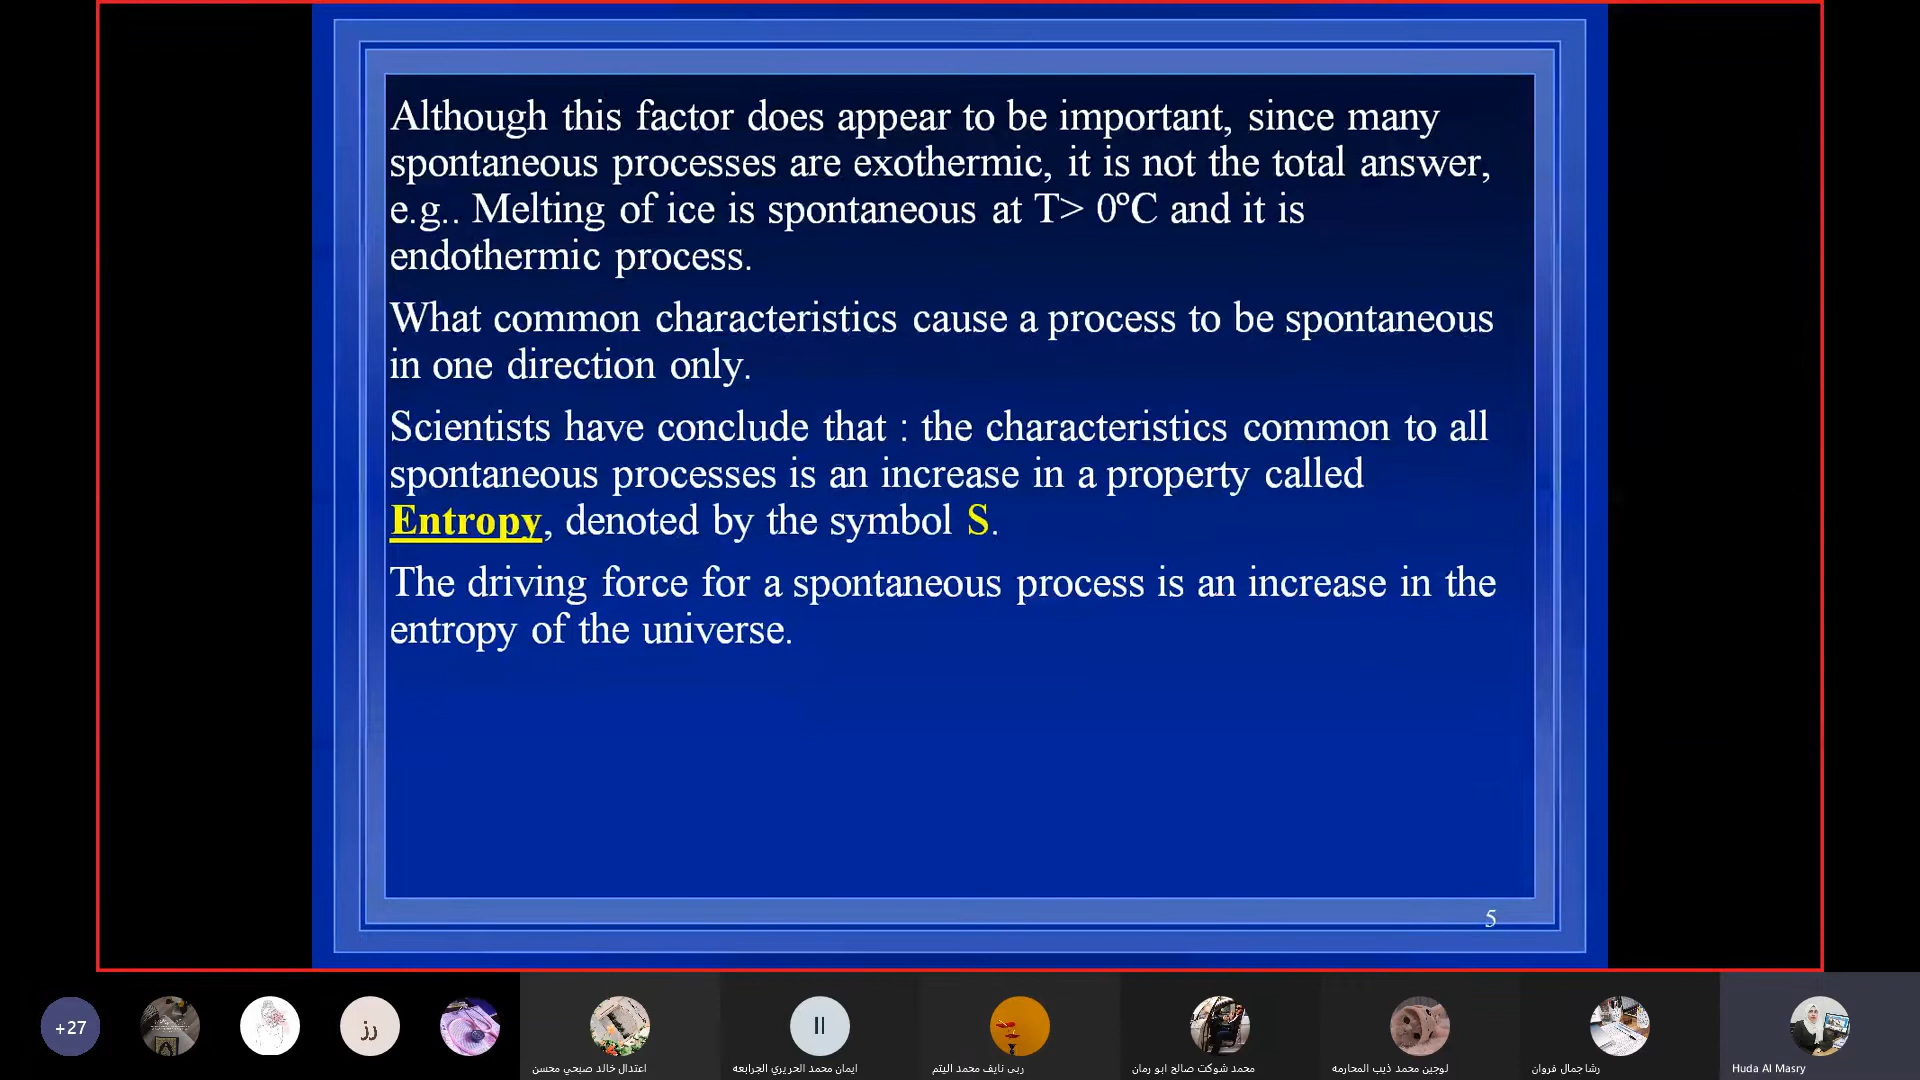 Although this factor does appear to be important, since many
spontaneous processes are exothermic, it is not the total answer,
e.g.. Melting of ice is spontaneous at T> 0ºC and it is
endothermic process.
What common characteristics cause a process to be spontaneous
in one direction only.
Scientists have conclude that : the characteristics common to all
spontaneous processes is an increase in a property called
Entropy, denoted by the symbol S.
The driving force for a spontaneous process is an increase in the
entropy of the universe.
5
+27
رز
اعتدال خالد صبحي محسن
ايمان محمد الحريري الجرابعه
ربى نايف محمد اليتم
محمد شوكت صالح ابو رمان
لوجين محمد ذيب المحارمه
رشا جمال فروان
Huda Al Masry